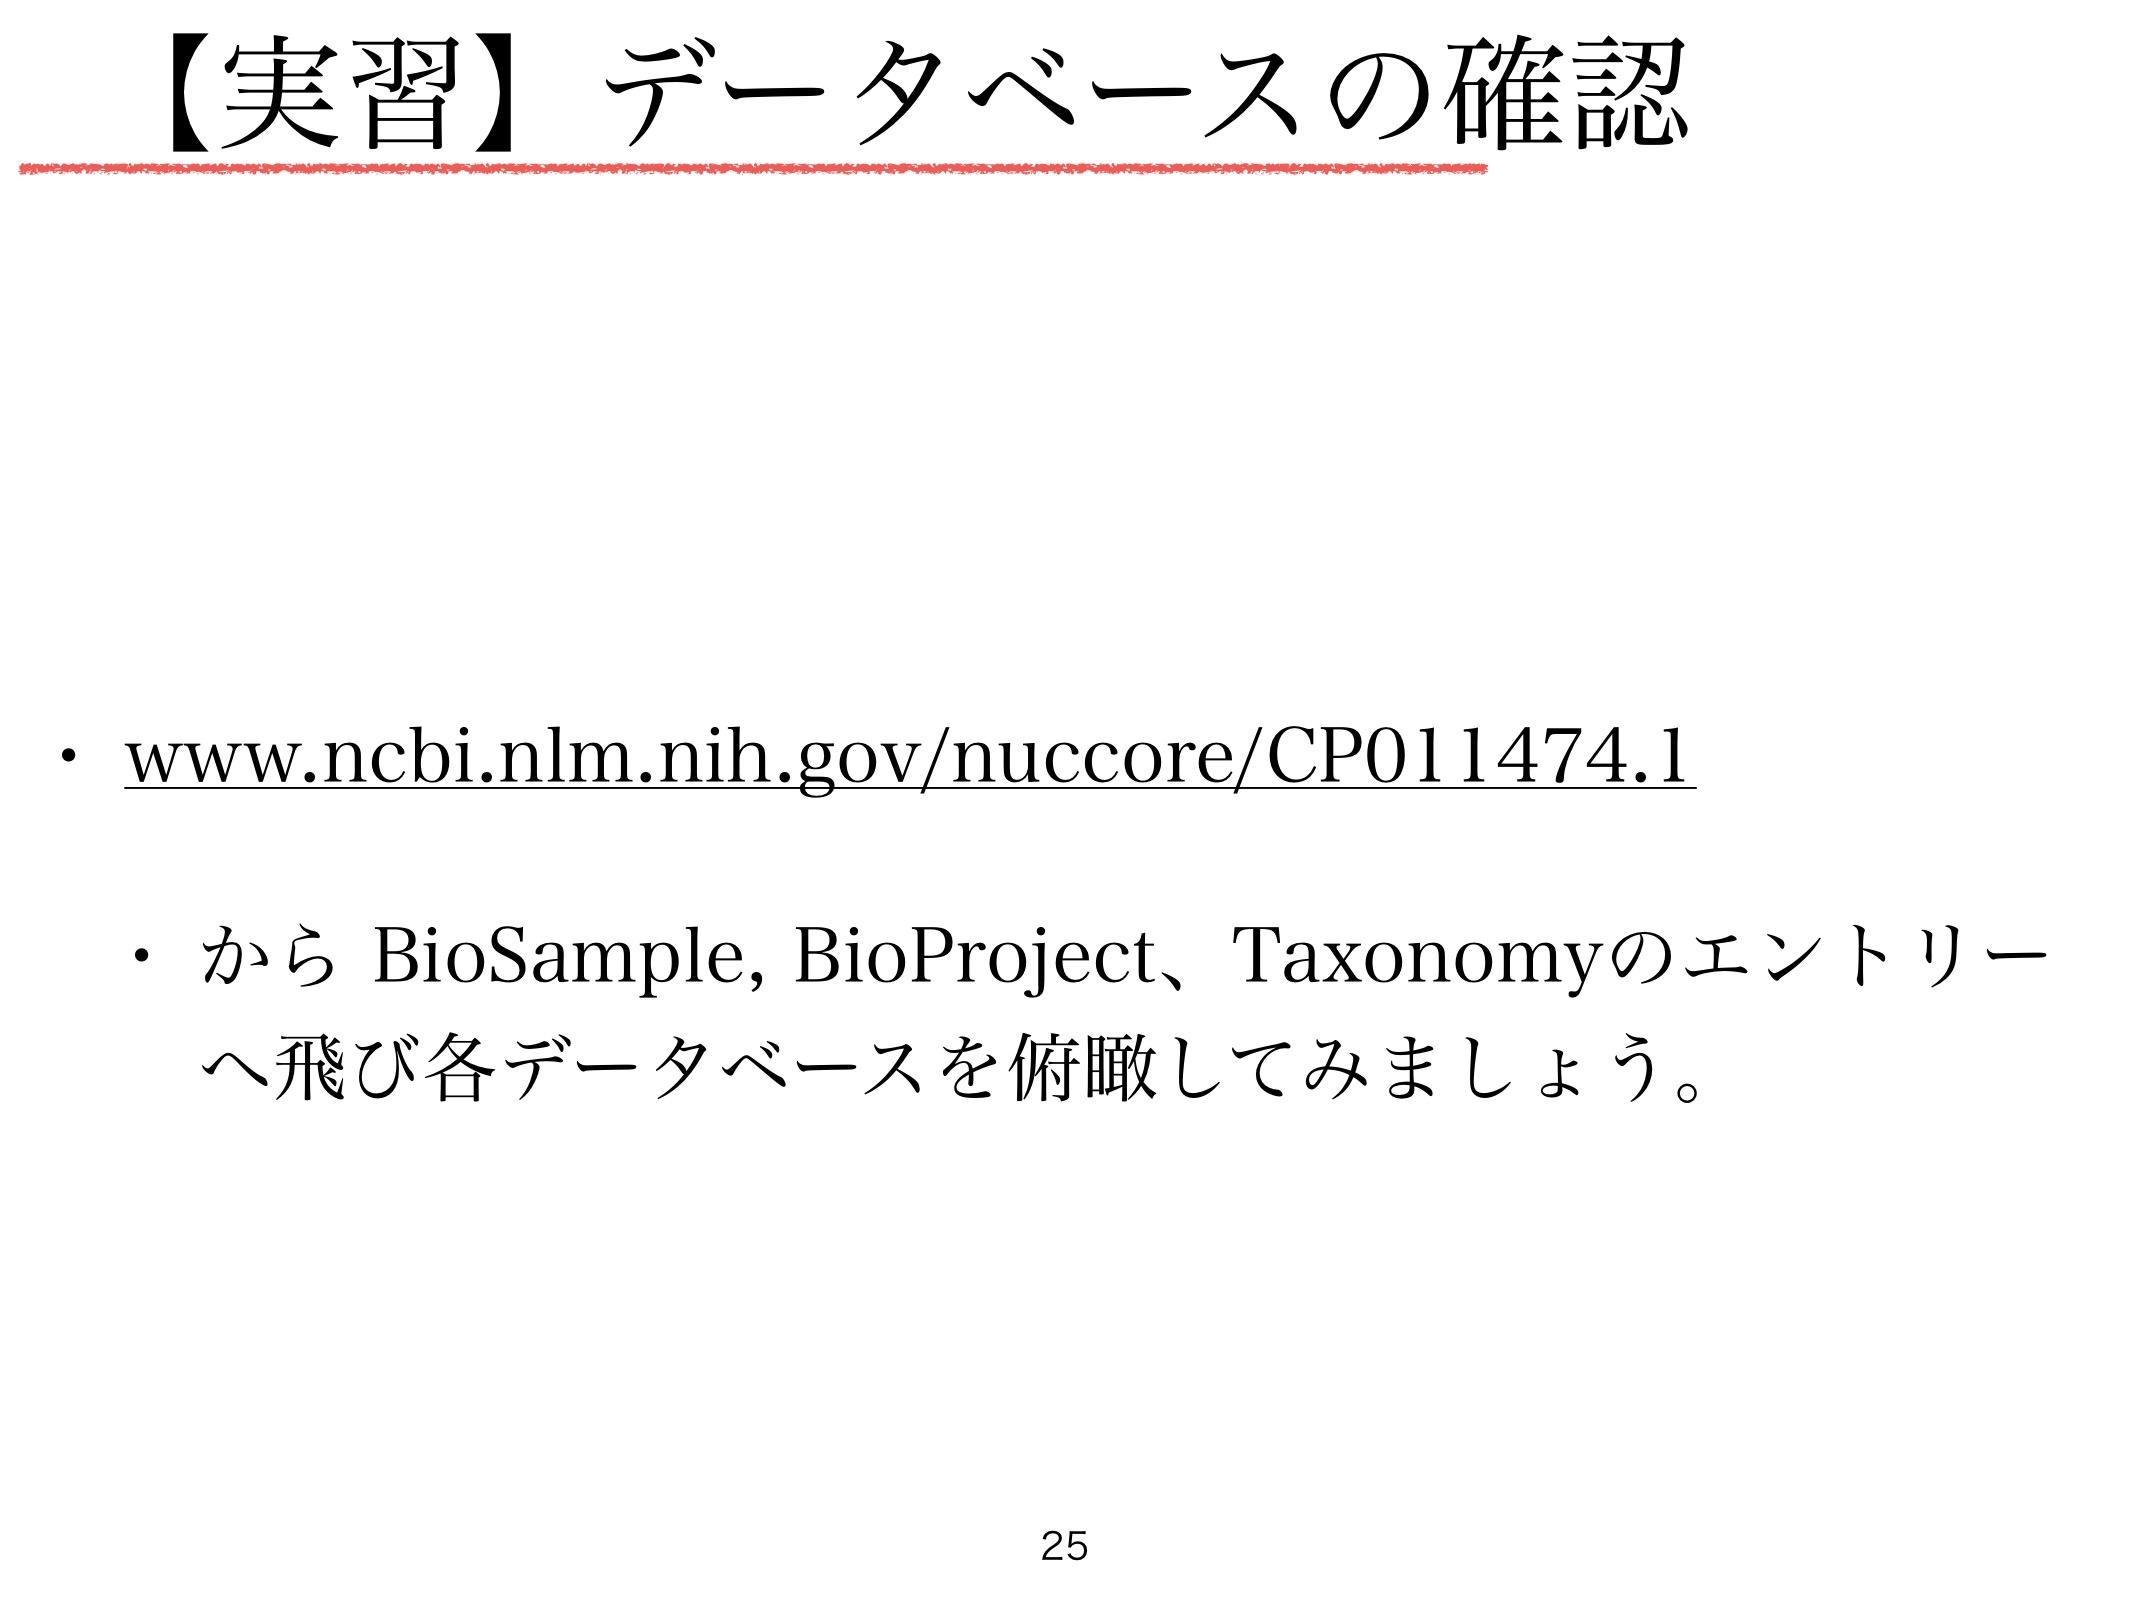 【実習】データベースの確認
・www.ncbi.nlm.nih.gov/nuccore/CP011474.1
・から BioSample, BioProject、Taxonomyのエントリー
へ飛び各データベースを俯瞰してみましょう。
25